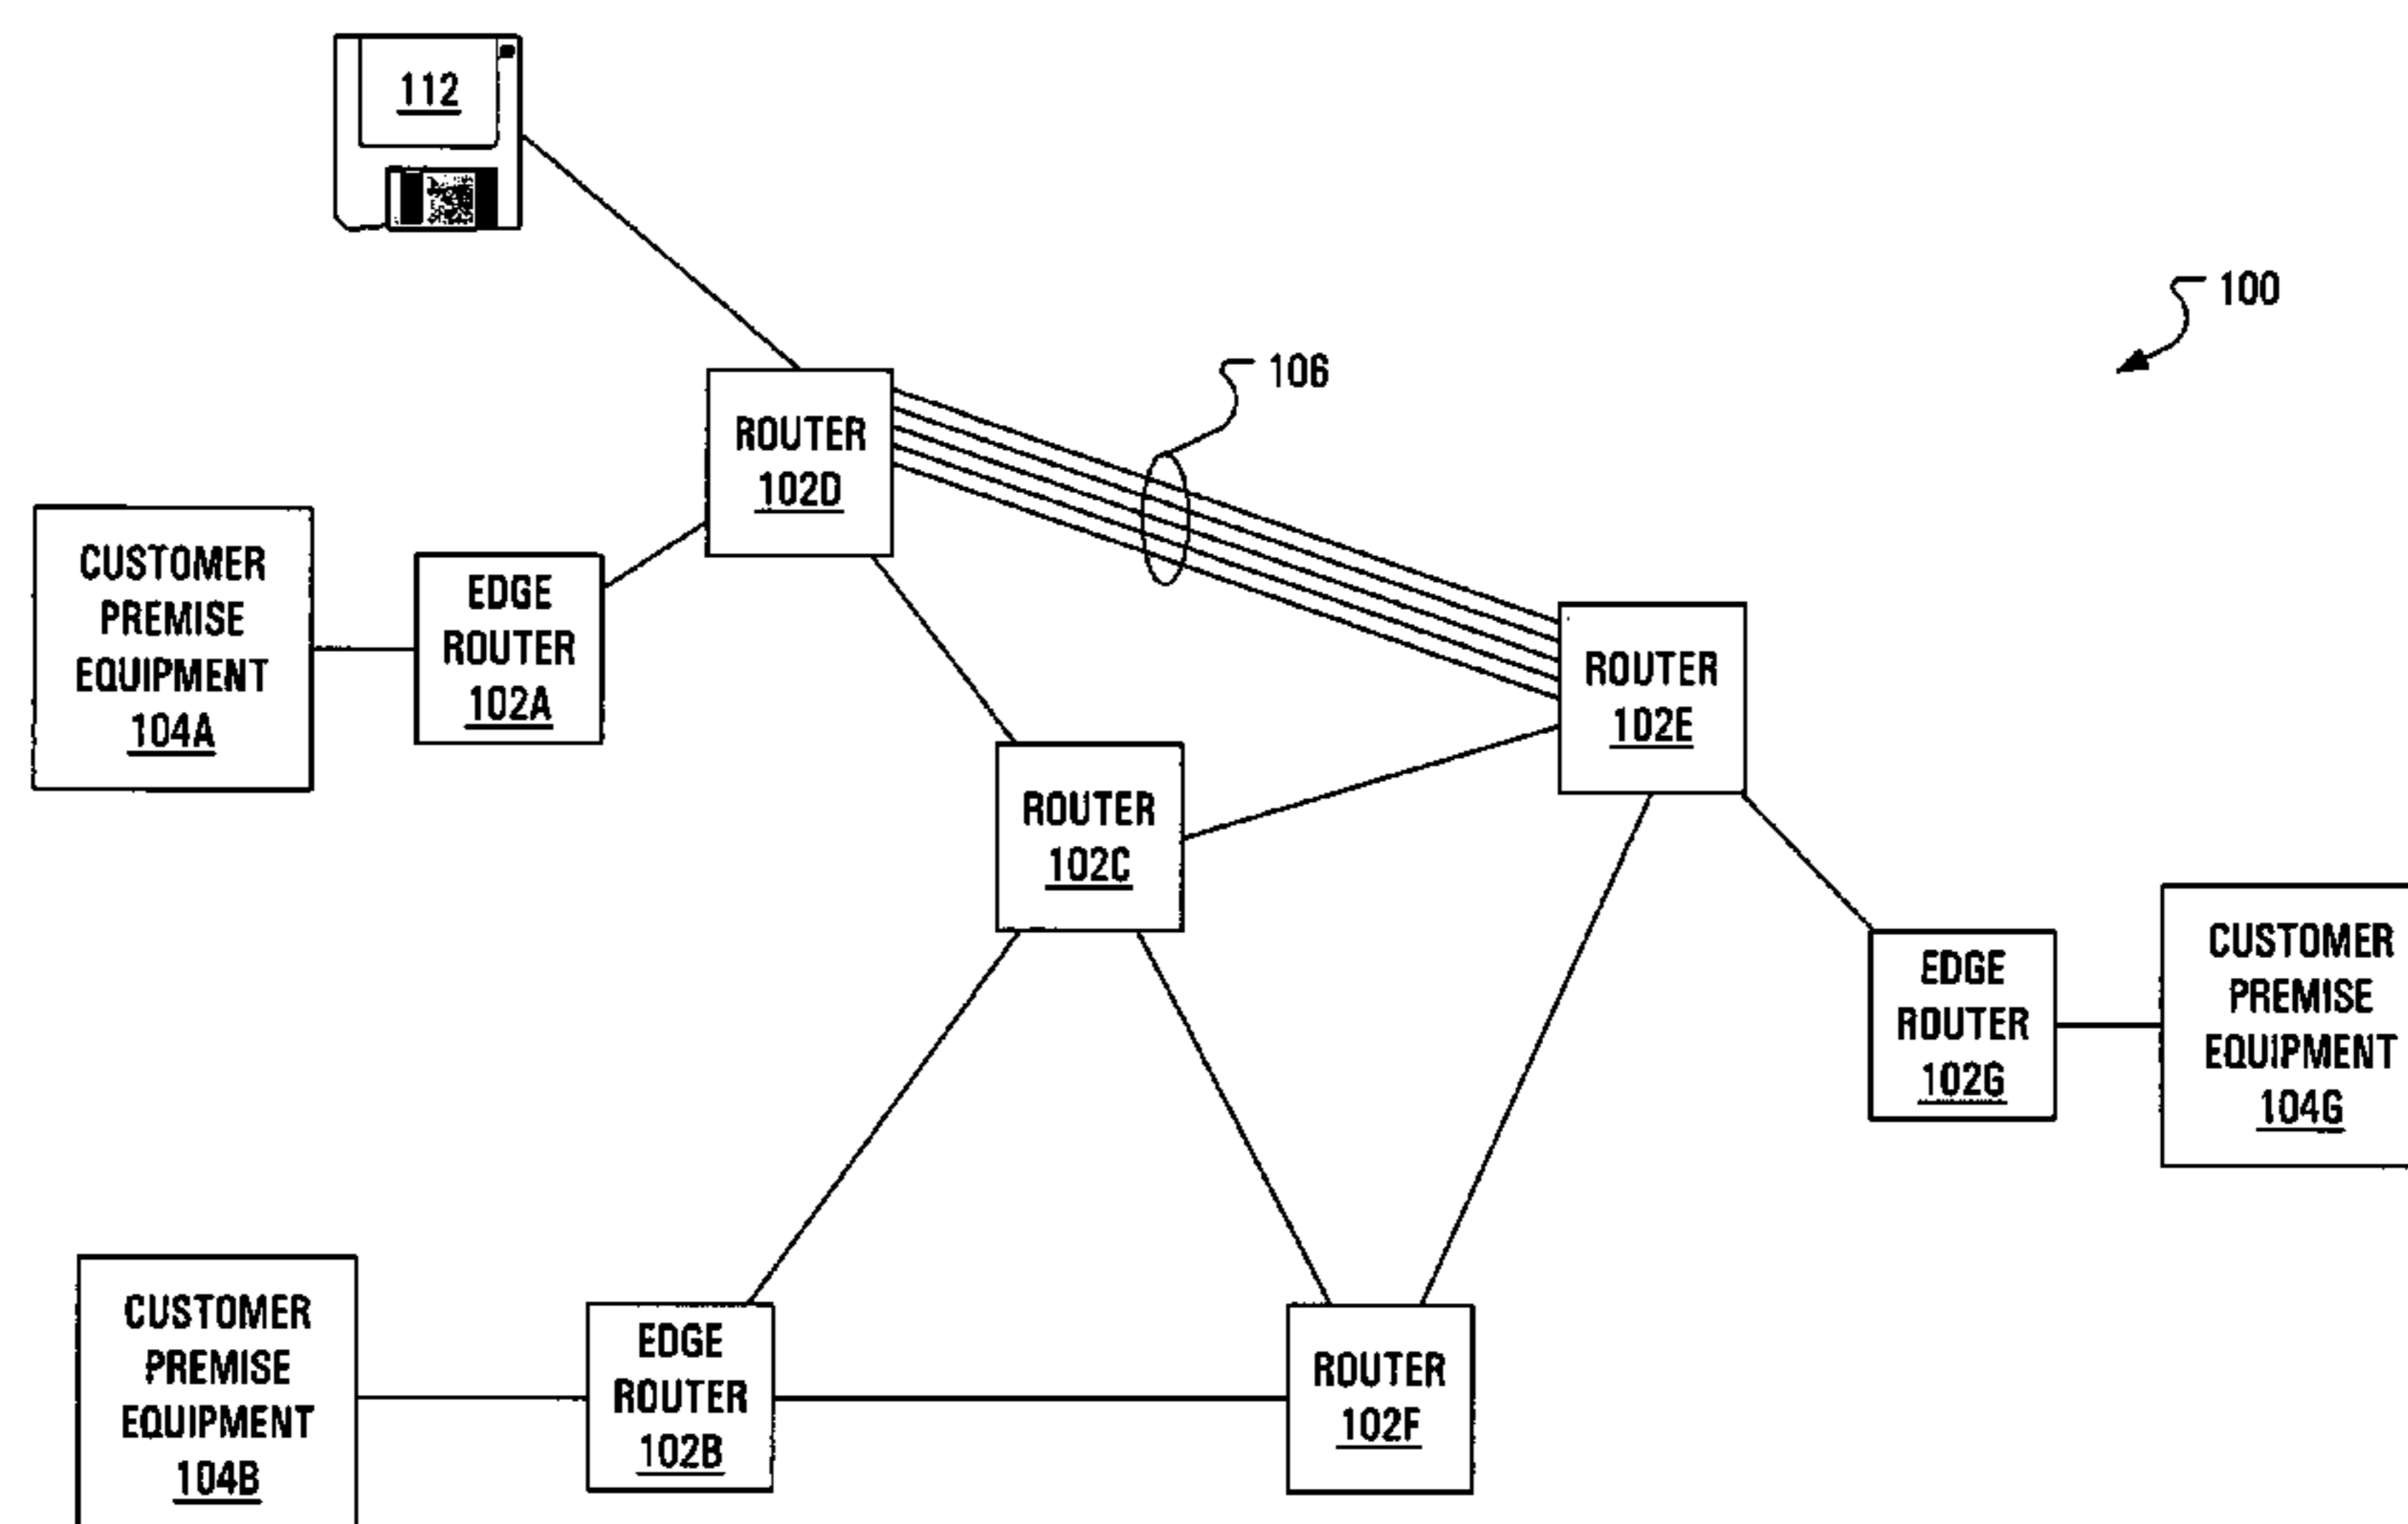 112
100
106
ROUTER
102D
CUSTOMER
PREMISE
EQUIPMENT
104A
EDGE
ROUTER
102A
ROUTER
102E
ROUTER
102C
CUSTOMER
PREMISE
EQUIPMENT
104G
EDGE
ROUTER
102G
CUSTOMER
PREMISE
EQUIPMENT
104B
EDGE
ROUTER
102B
ROUTER
102F